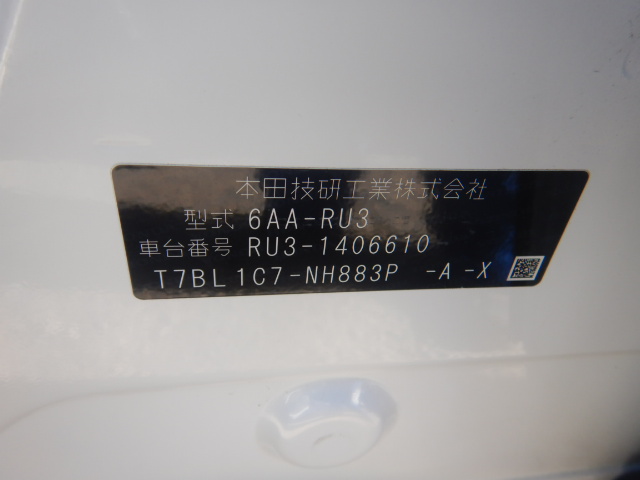 本田技研工業株式会社
型式 6AA-RU3
車台番号 RU3-1406610
T7BL1C7-NH883P -A -X